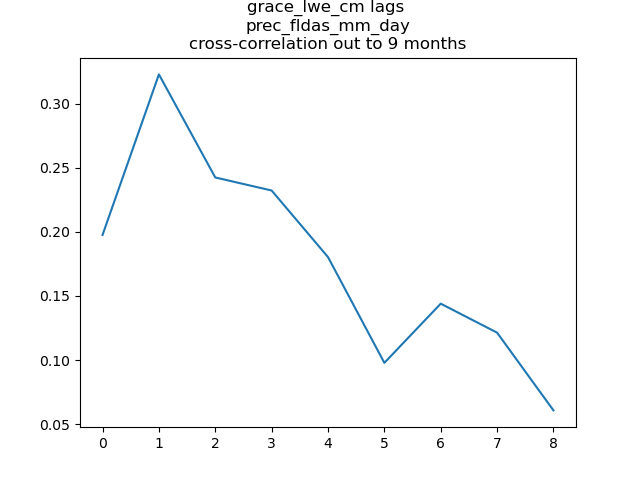 grace_lwe_cm lags
prec_fldas_mm_day
cross-correlation out to 9 months
0.30
0.25
0.20
0.15
0.10
0.05
0 1 2 3 4 5 6 7 8